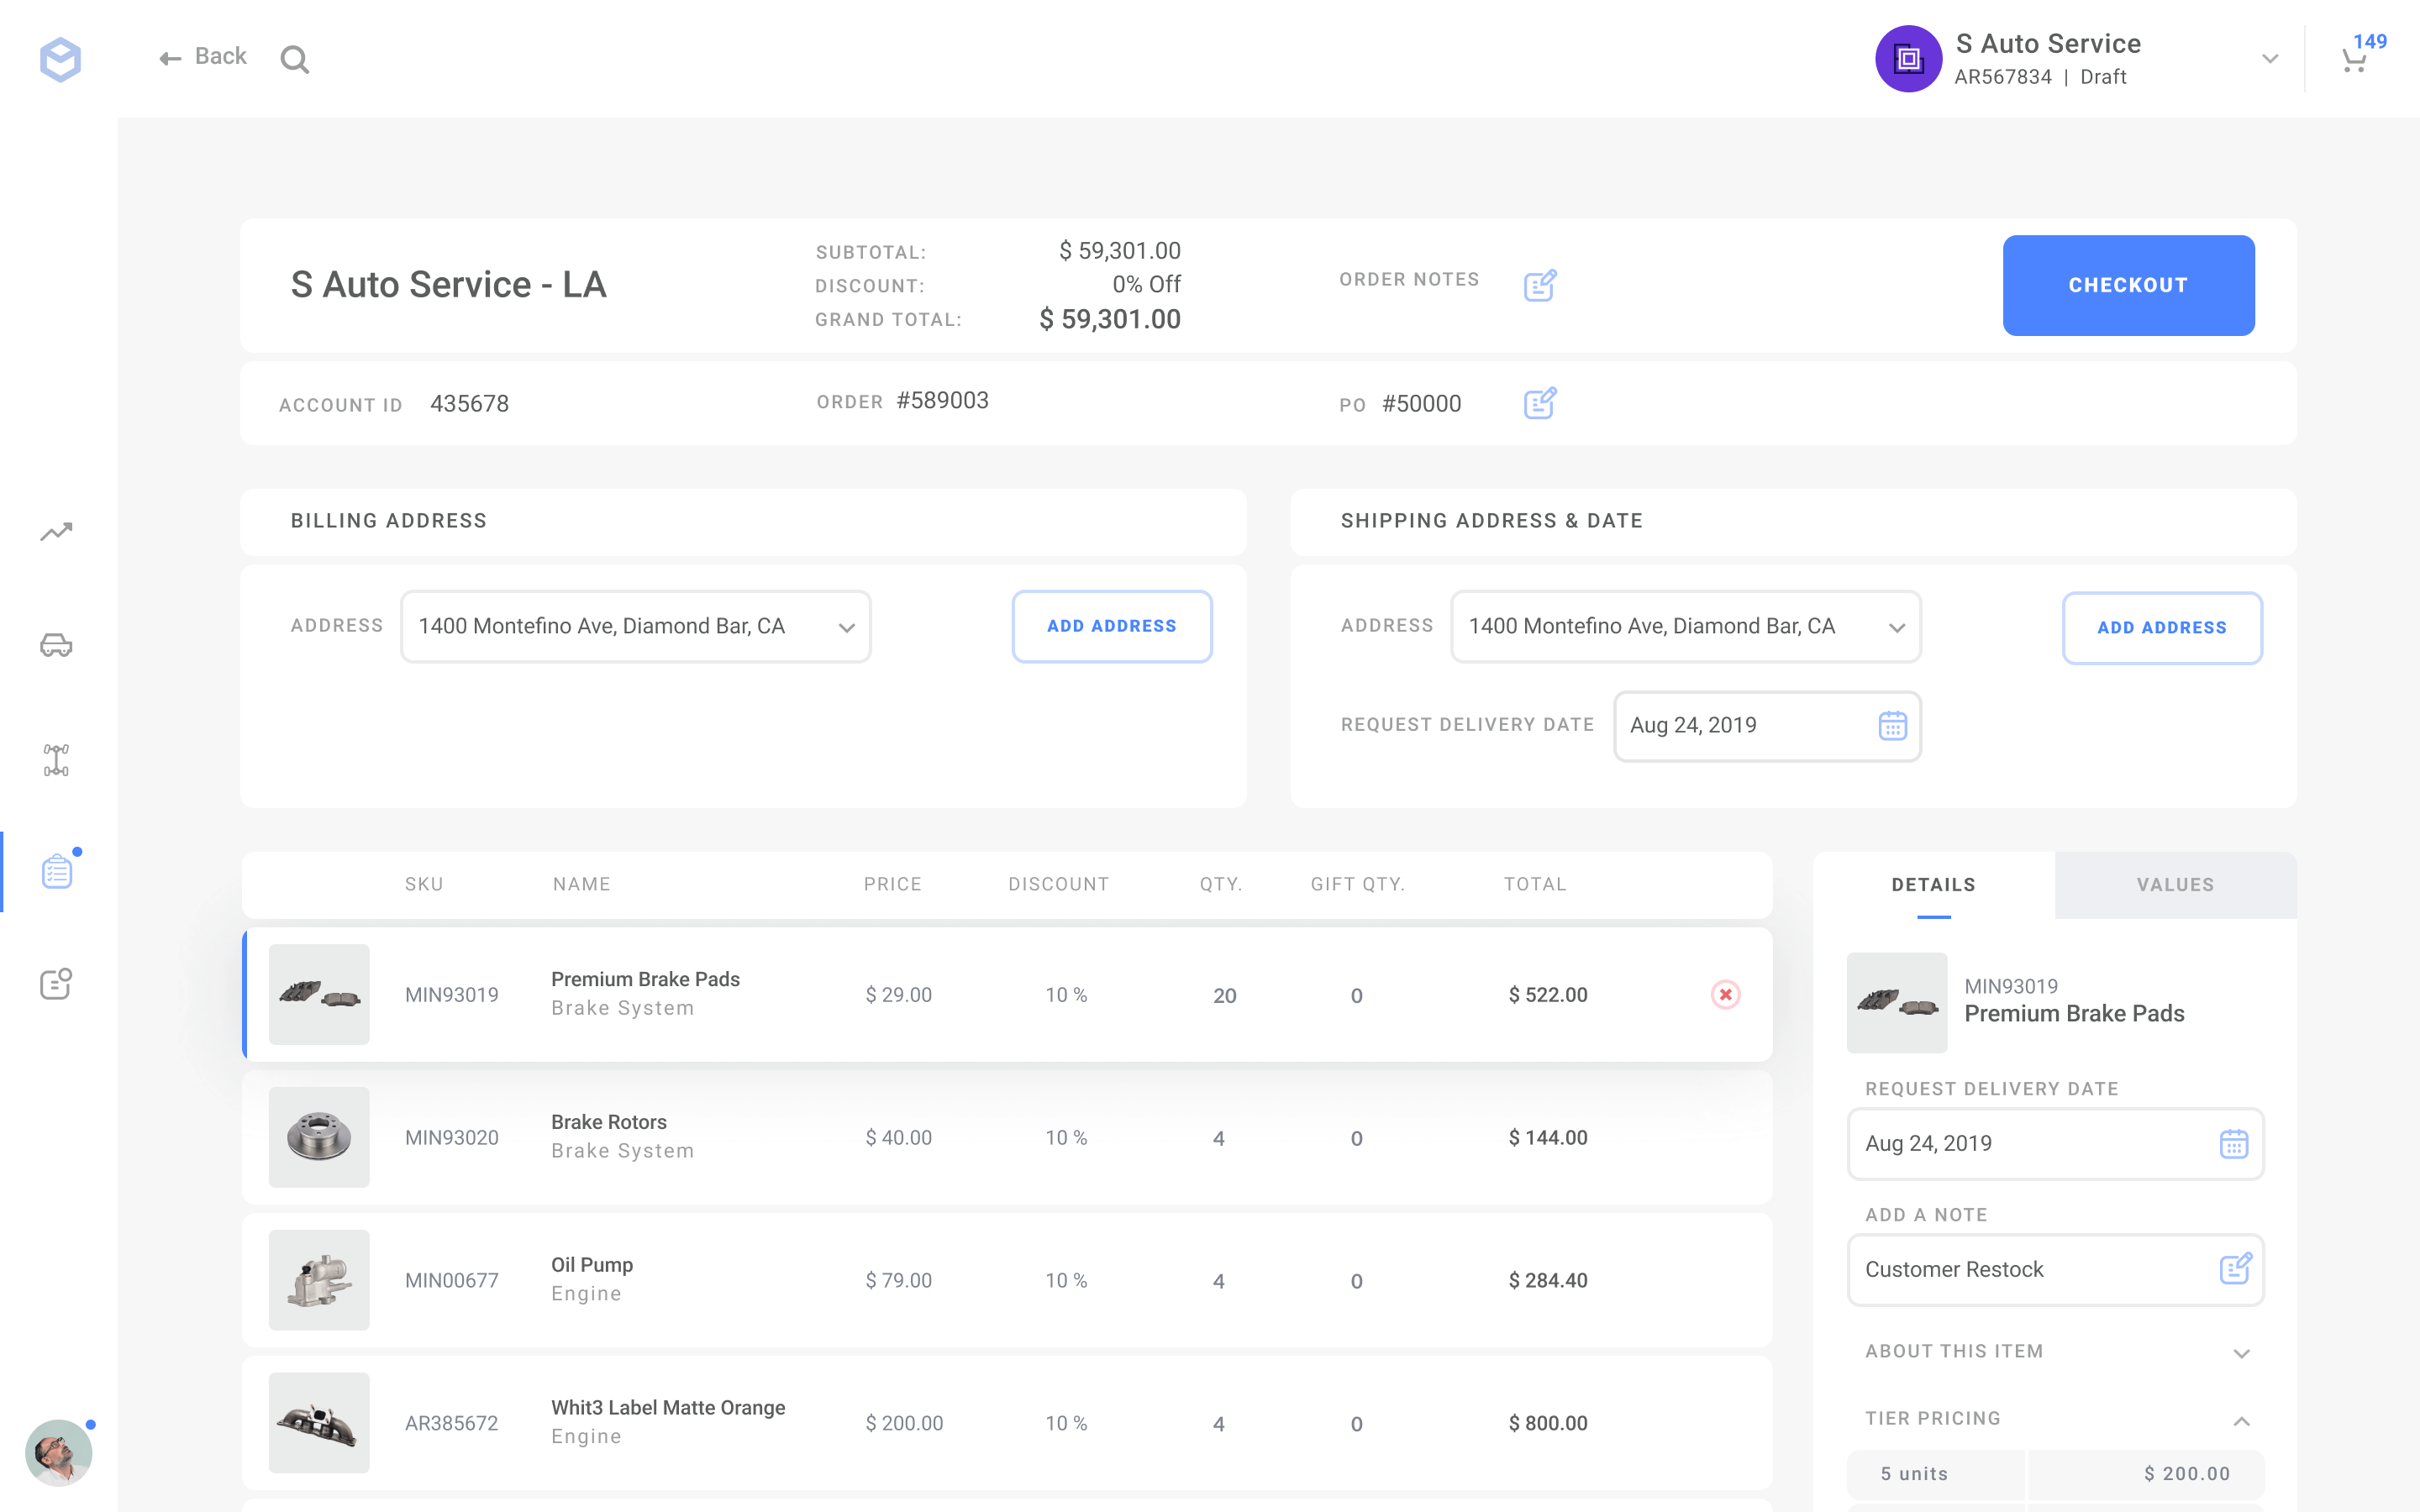 Back
S Auto Service
AR567834 | Draft
149
S Auto Service - LA
SUBTOTAL: $ 59,301.00
DISCOUNT: 0% Off
GRAND TOTAL: $ 59,301.00
ORDER NOTES
CHECKOUT
ACCOUNT ID 435678
ORDER #589003
PO #50000
BILLING ADDRESS
ADDRESS 1400 Montefino Ave, Diamond Bar, CA
ADD ADDRESS
SHIPPING ADDRESS & DATE
ADDRESS 1400 Montefino Ave, Diamond Bar, CA
ADD ADDRESS
REQUEST DELIVERY DATE Aug 24, 2019
SKU NAME PRICE DISCOUNT QTY. GIFT QTY. TOTAL
MIN93019 Premium Brake Pads $ 29.00 10 % 20 0 $ 522.00
Brake System
MIN93020 Brake Rotors $ 40.00 10 % 4 0 $ 144.00
Brake System
MIN00677 Oil Pump $ 79.00 10 % 4 0 $ 284.40
Engine
AR385672 Whit3 Label Matte Orange $ 200.00 10 % 4 0 $ 800.00
Engine
DETAILS VALUES
MIN93019
Premium Brake Pads
REQUEST DELIVERY DATE
Aug 24, 2019
ADD A NOTE
Customer Restock
ABOUT THIS ITEM
TIER PRICING
5 units $ 200.00